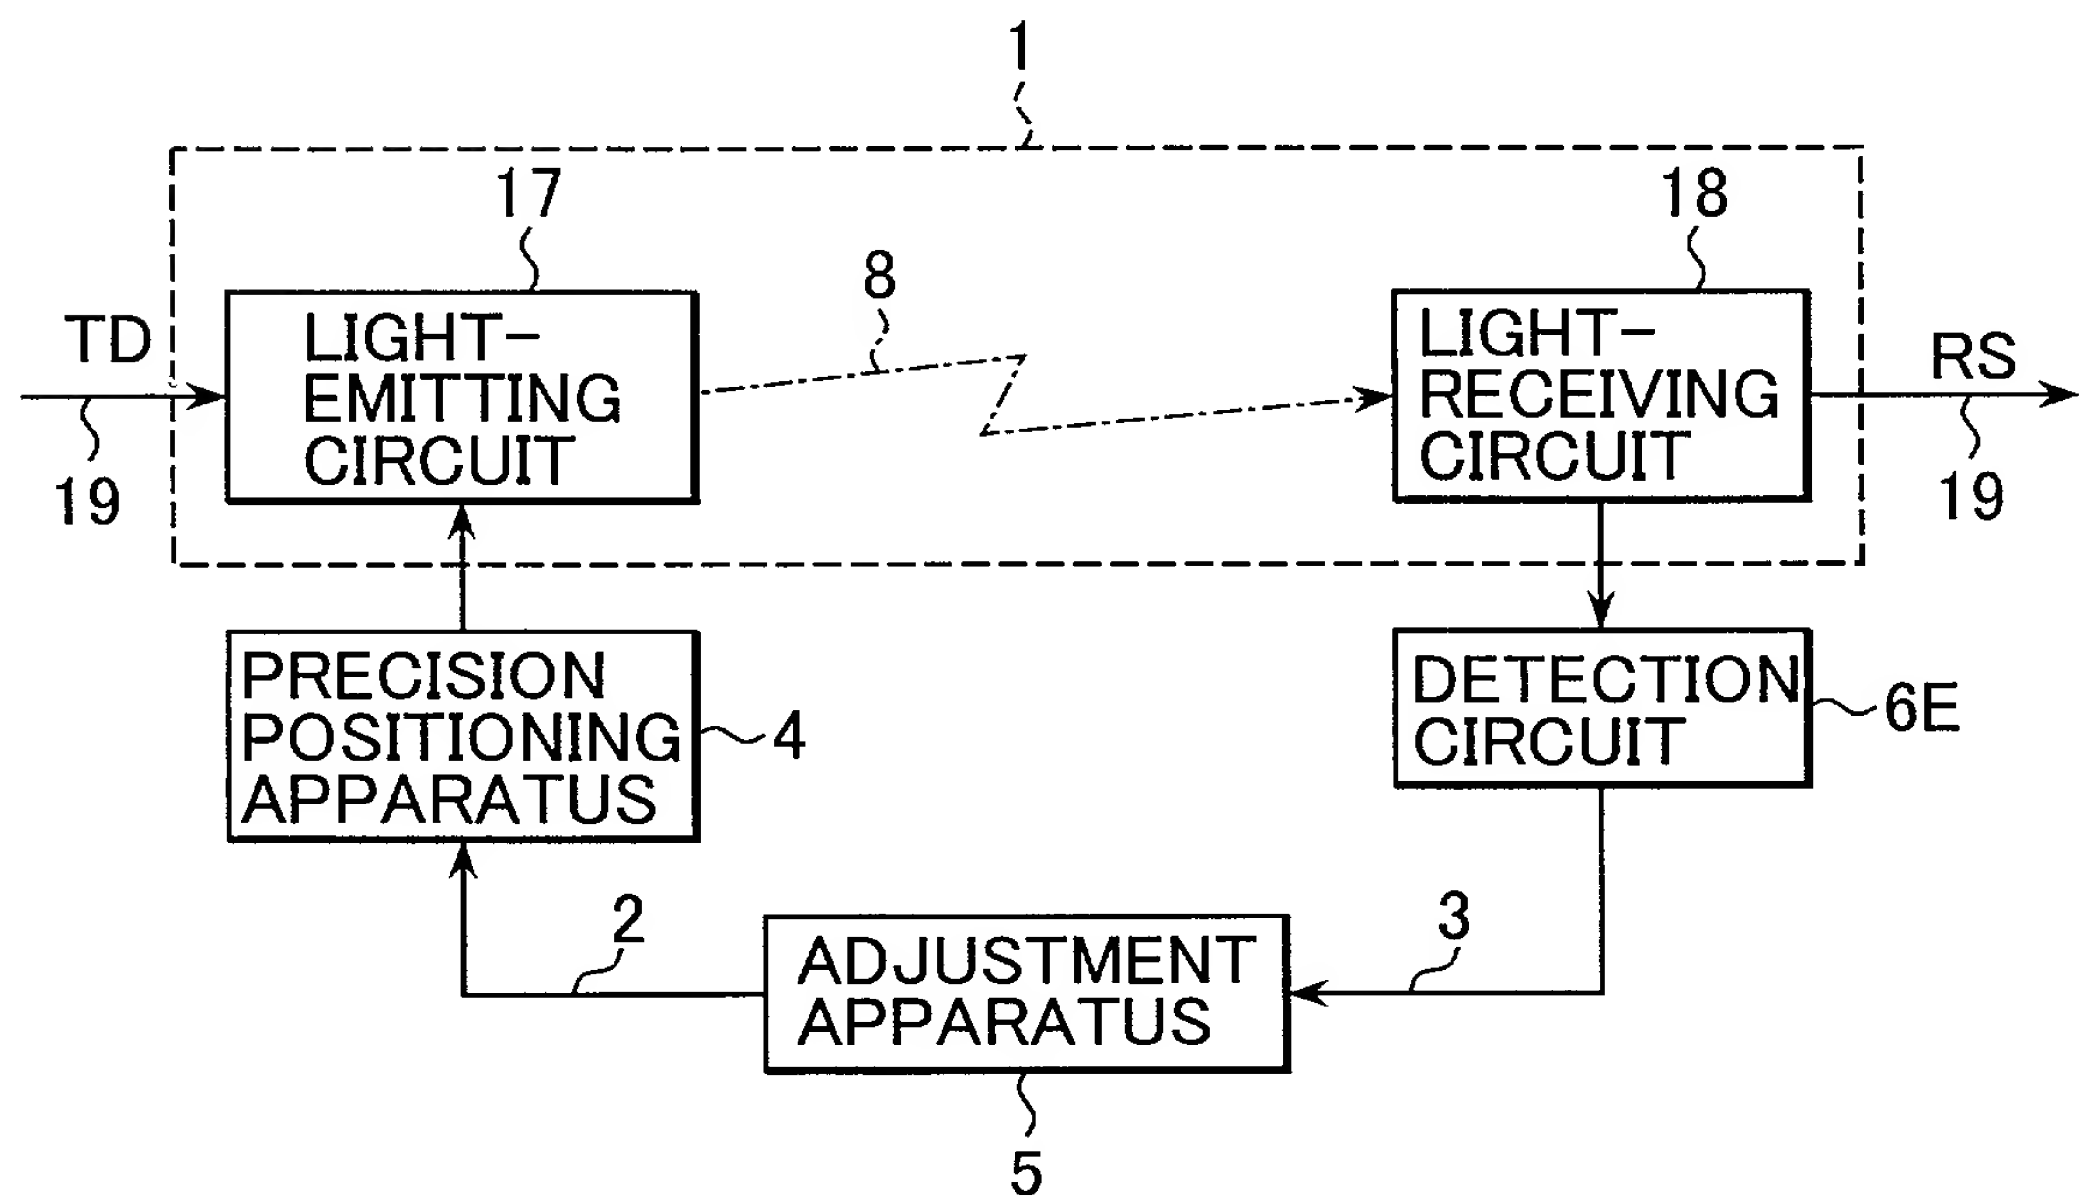 1
17
18
8
TD
LIGHT-
EMITTING
CIRCUIT
LIGHT-
RECEIVING
CIRCUIT
RS
19
19
PRECISION
POSITIONING
APPARATUS
4
DETECTION
CIRCUIT
6E
2
3
ADJUSTMENT
APPARATUS
5